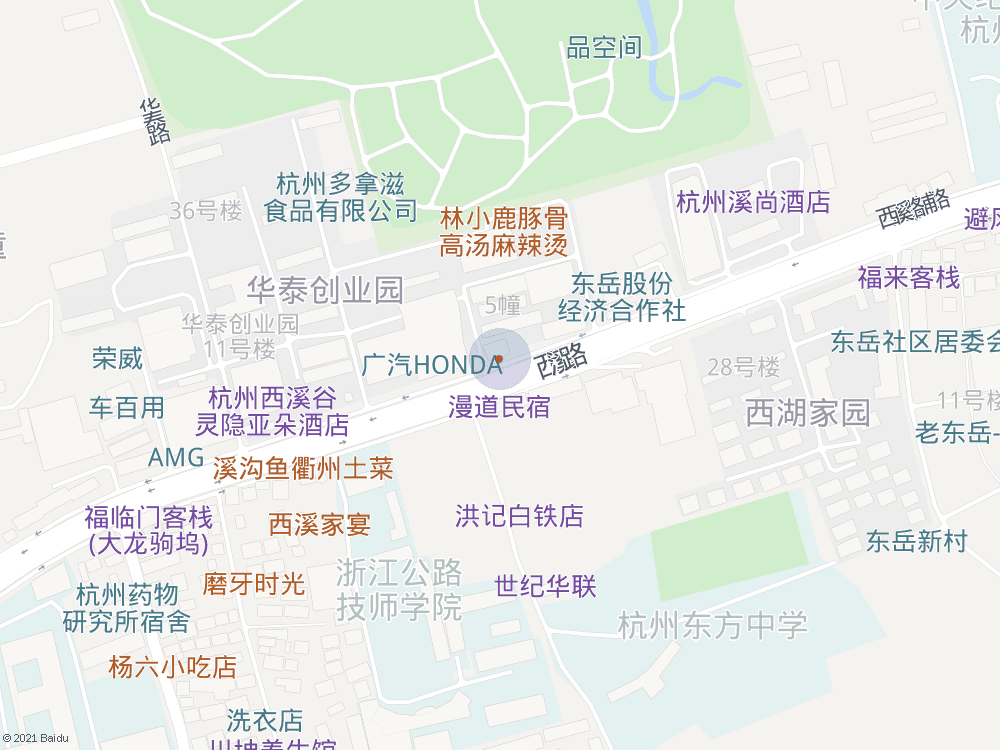 品空间
杭州
华泰路
杭州多拿滋
食品有限公司
36号楼
林小鹿豚骨
高汤麻辣烫
杭州溪尚酒店
西溪路辅路
避风
福来客栈
东岳股份
经济合作社
华泰创业园
5幢
华泰创业园
11号楼
荣威
广汽HONDA
西溪路
28号楼
东岳社区居委会
车百用
杭州西溪谷
灵隐亚朵酒店
漫道民宿
西湖家园
11号楼
老东岳-
AMG
溪沟鱼衢州土菜
福临门客栈
(大龙驹坞)
西溪家宴
洪记白铁店
东岳新村
磨牙时光
浙江公路
技师学院
世纪华联
杭州药物
研究所宿舍
杭州东方中学
杨六小吃店
洗衣店
© 2021 Baidu